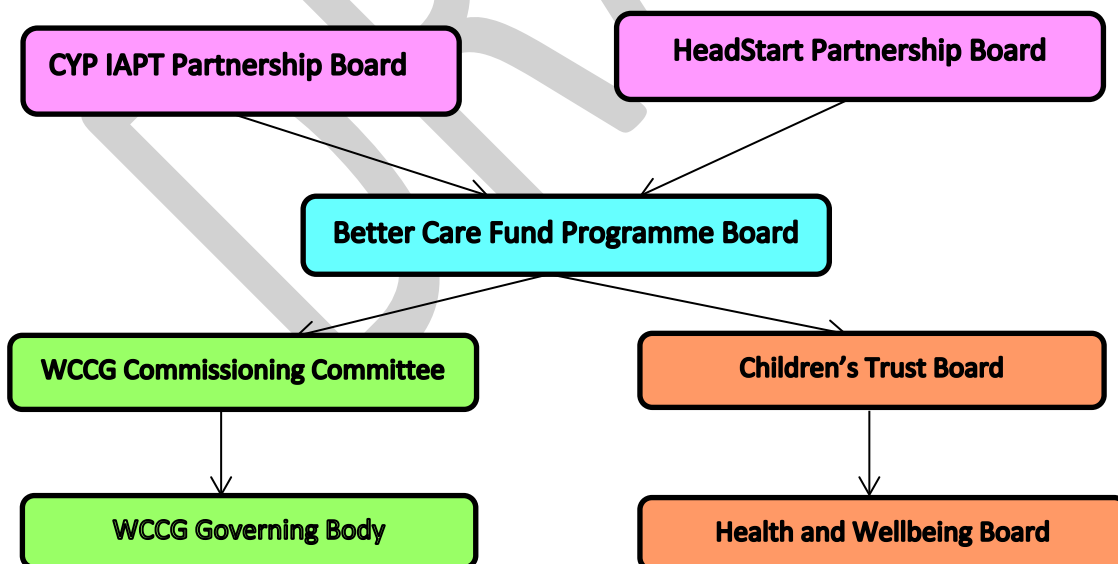 CYP IAPT Partnership Board
HeadStart Partnership Board
Better Care Fund Programme Board
WCCG Commissioning Committee
Children’s Trust Board
WCCG Governing Body
Health and Wellbeing Board